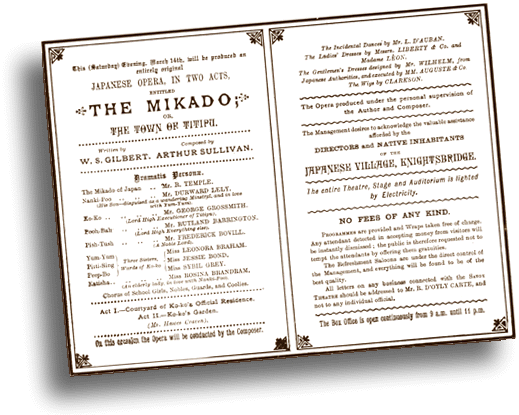 This (Saturday) Evening, March 14th, will be produced an
entirely original
JAPANESE OPERA, IN TWO ACTS,
ENTITLED
THE MIKADO;
OR,
THE TOWN OF TITIPU.
Written by
Composed by
W. S. GILBERT. ARTHUR SULLIVAN.
Dramatis Personæ.
The Mikado of Japan .. Mr. R. TEMPLE.
Nanki-Poo .. .. Mr. DURWARD LELY.
(His Son—disguised as a wandering Minstrel, and in love
with Yum-Yum)
Ko-Ko .. .. Mr. GEORGE GROSSMITH.
(Lord High Executioner of Titipu).
Pooh-Bah .. .. Mr. RUTLAND BARRINGTON.
(Lord High Everything else).
Pish-Tush .. .. Mr. FREDERICK BOVILL.
(A Noble Lord).
Yum-Yum Miss LEONORA BRAHAM.
Pitti-Sing Three Sisters, Miss JESSIE BOND.
Peep-Bo Wards of Ko-Ko Miss SYBIL GREY.
Katisha.. Miss ROSINA BRANDRAM.
(An elderly Lady, in love with Nanki-Poo).
Chorus of School Girls, Nobles, Guards, and Coolies.
Act I.—Courtyard of Ko-Ko's Official Residence.
Act II.—Ko-Ko's Garden.
(Mr. Hawes Craven).
On this occasion the Opera will be conducted by the Composer.
The Incidental Dances by Mr. L. D'AUBAN.
The Ladies' Dresses by Messrs. LIBERTY & Co. and
Madame LÉON.
The Gentlemen's Dresses designed by Mr. WILHELM, from
Japanese Authorities, and executed by MM. AUGUSTE & Co
The Wigs by CLARKSON.
The Opera produced under the personal supervision of
the Author and Composer.
The Management desires to acknowledge the valuable assistance
afforded by the
DIRECTORS and NATIVE INHABITANTS
OF THE
JAPANESE VILLAGE, KNIGHTSBRIDGE.
The entire Theatre, Stage and Auditorium is lighted
by Electricity.
NO FEES OF ANY KIND.
PROGRAMMES are provided and Wraps taken free of charge.
Any attendant detected in accepting money from visitors will
be instantly dismissed; the public is therefore requested not to
tempt the attendants by offering them gratuities.
The Refreshment Saloons are under the direct control of
the Management, and everything will be found to be of the
best quality.
All letters on any business connected with the SAVOY
THEATRE should be addressed to Mr. R. D'OYLY CARTE, and
not to any individual official.
The Box Office is open continuously from 9 a.m. until 11 p.m.